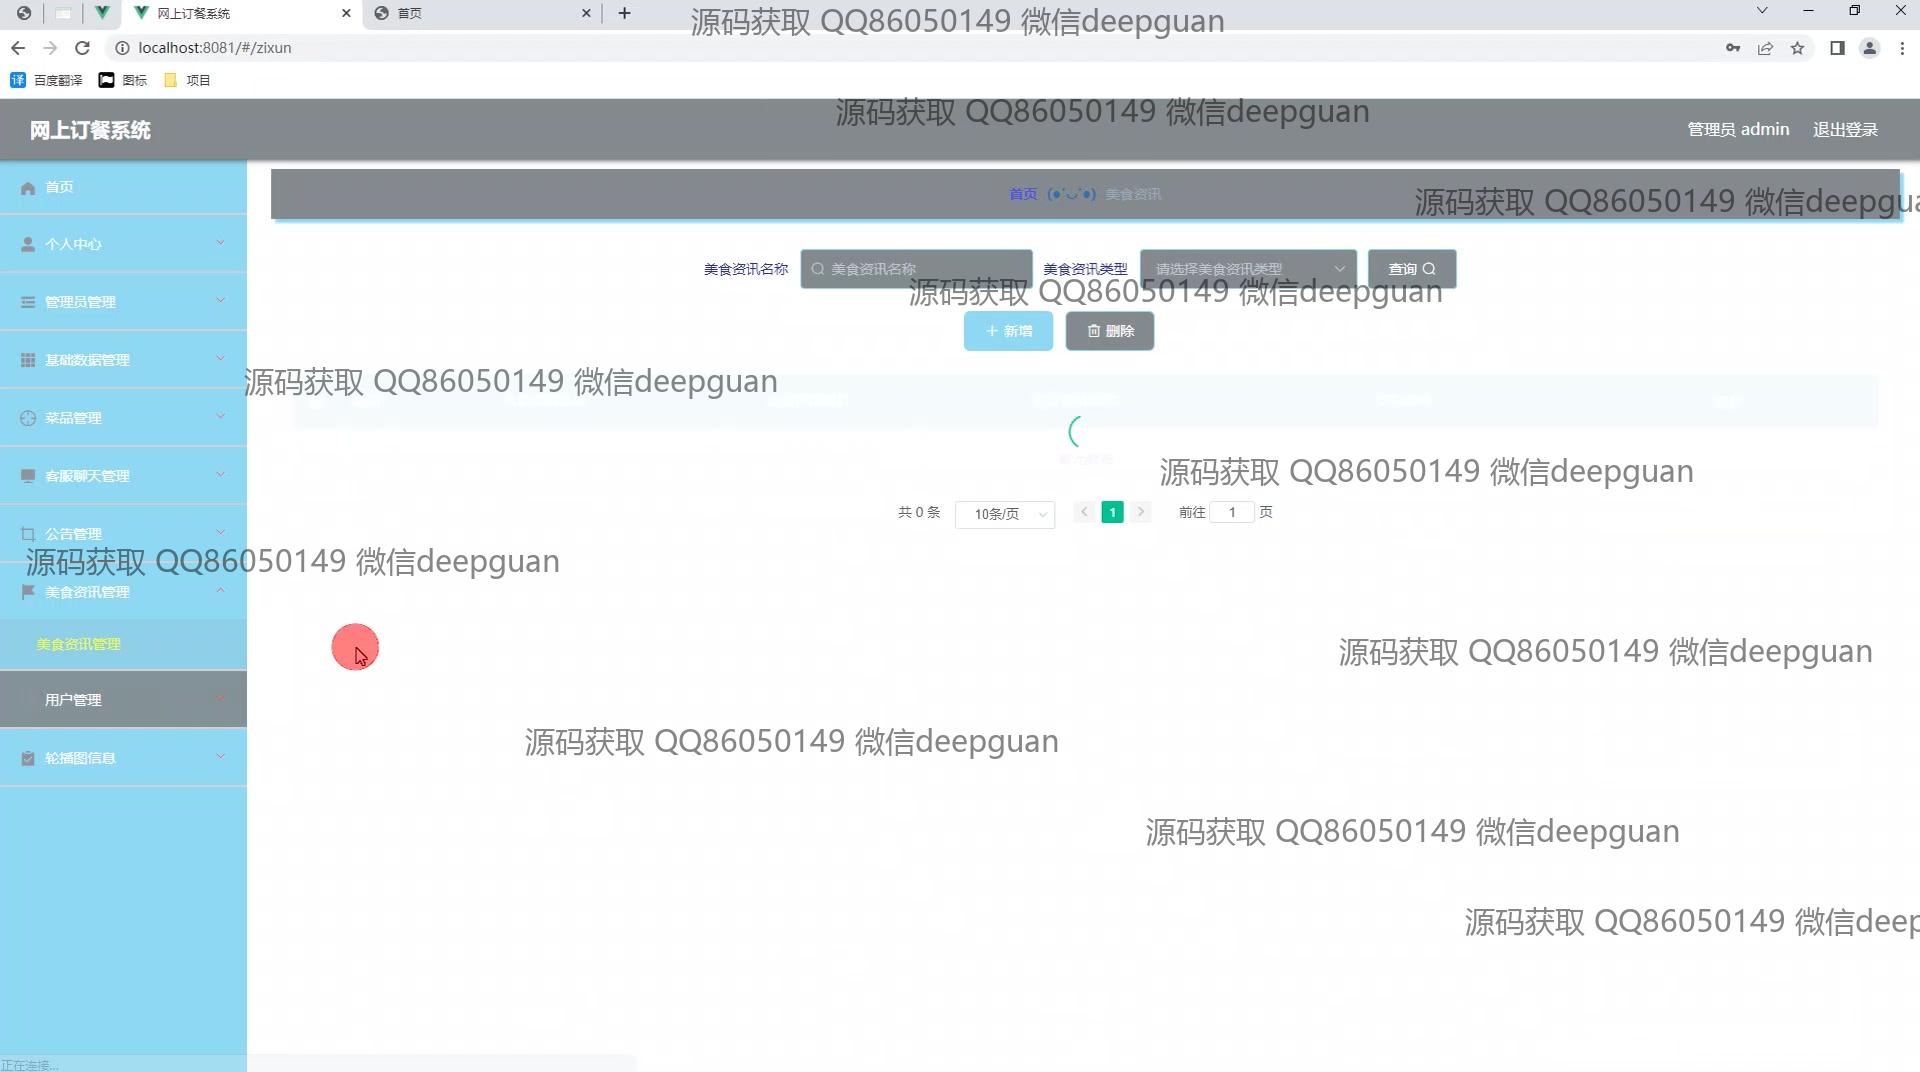 网上订餐系统
首页
源码获取 QQ86050149 微信deepguan
localhost:8081/#/zixun
百度翻译 图标 项目
源码获取 QQ86050149 微信deepguan
网上订餐系统
管理员 admin 退出登录
首页
首页 (●'◡'●) 美食资讯
源码获取 QQ86050149 微信deepgua
个人中心
美食资讯名称 美食资讯名称 美食资讯类型 请选择美食资讯类型 查询
源码获取 QQ86050149 微信deepguan
管理员管理
新增 删除
基础数据管理
源码获取 QQ86050149 微信deepguan
菜品管理
客服聊天管理
源码获取 QQ86050149 微信deepguan
共 0 条 10条/页 1 前往 1 页
公告管理
源码获取 QQ86050149 微信deepguan
美食资讯管理
美食资讯管理
源码获取 QQ86050149 微信deepguan
用户管理
源码获取 QQ86050149 微信deepguan
轮播图信息
源码获取 QQ86050149 微信deepguan
源码获取 QQ86050149 微信deep
正在连接...